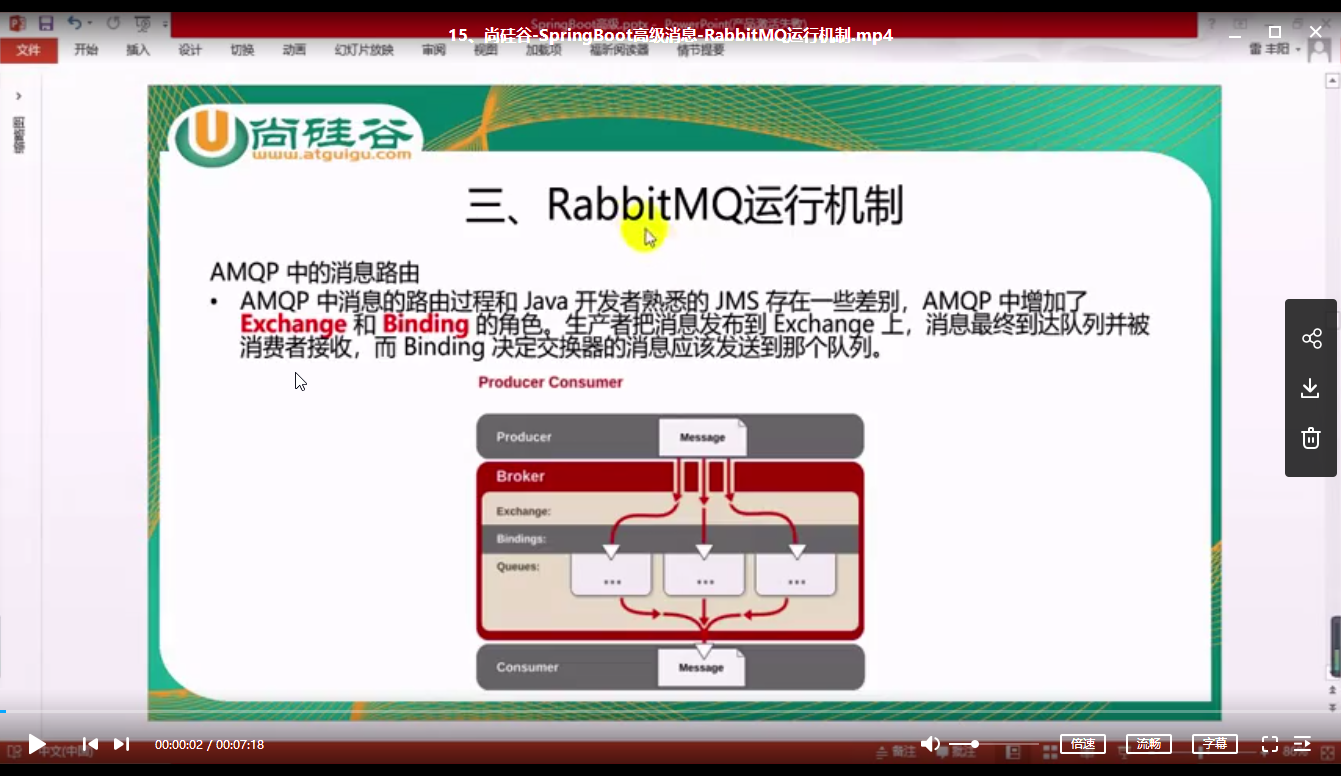 SpringBoot高级.pptx - PowerPoint(产品激活失败)
15、尚硅谷-SpringBoot高级消息-RabbitMQ运行机制.mp4
文件 开始 插入 设计 切换 动画 幻灯片放映 审阅 视图 加载项 福昕阅读器 情节提要
雷 丰阳
缩略图
尚硅谷
www.atguigu.com
三、RabbitMQ运行机制
AMQP 中的消息路由
• AMQP 中消息的路由过程和 Java 开发者熟悉的 JMS 存在一些差别，AMQP 中增加了
Exchange 和 Binding 的角色。生产者把消息发布到 Exchange 上，消息最终到达队列并被
消费者接收，而 Binding 决定交换器的消息应该发送到那个队列。
Producer Consumer
Producer
Message
Broker
Exchange:
Bindings:
Queues:
... ... ...
Consumer
Message
00:00:02 / 00:07:18
倍速 流畅 字幕
中文(中国)
备注 批注